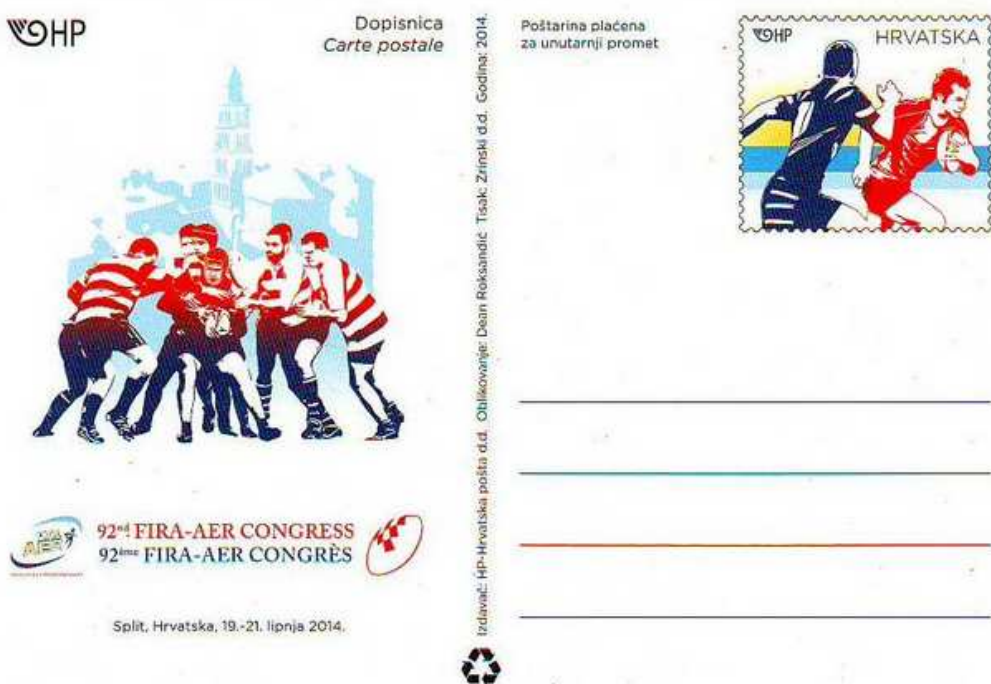 HP
Dopisnica
Carte postale
92nd FIRA-AER CONGRESS
92ème FIRA-AER CONGRÈS
Split, Hrvatska, 19.-21. lipnja 2014.
Izdavač: HP-Hrvatska pošta d.d. Oblikovanje: Dean Roksandić Tisak: Zrinski d.d. Godina: 2014.
Poštarina plaćena
za unutarnji promet
HP HRVATSKA